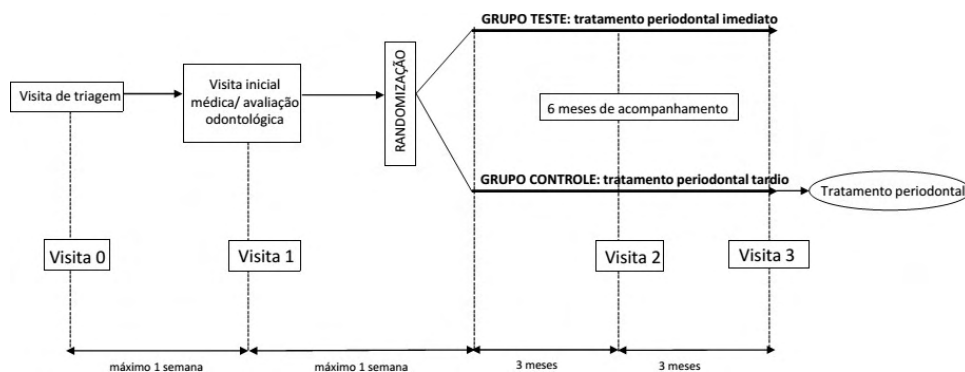 GRUPO TESTE: tratamento periodontal imediato
Visita de triagem
Visita inicial
médica/ avaliação
odontológica
RANDOMIZAÇÃO
6 meses de acompanhamento
GRUPO CONTROLE: tratamento periodontal tardio
Tratamento periodontal
Visita 0
Visita 1
Visita 2
Visita 3
máximo 1 semana
máximo 1 semana
3 meses
3 meses